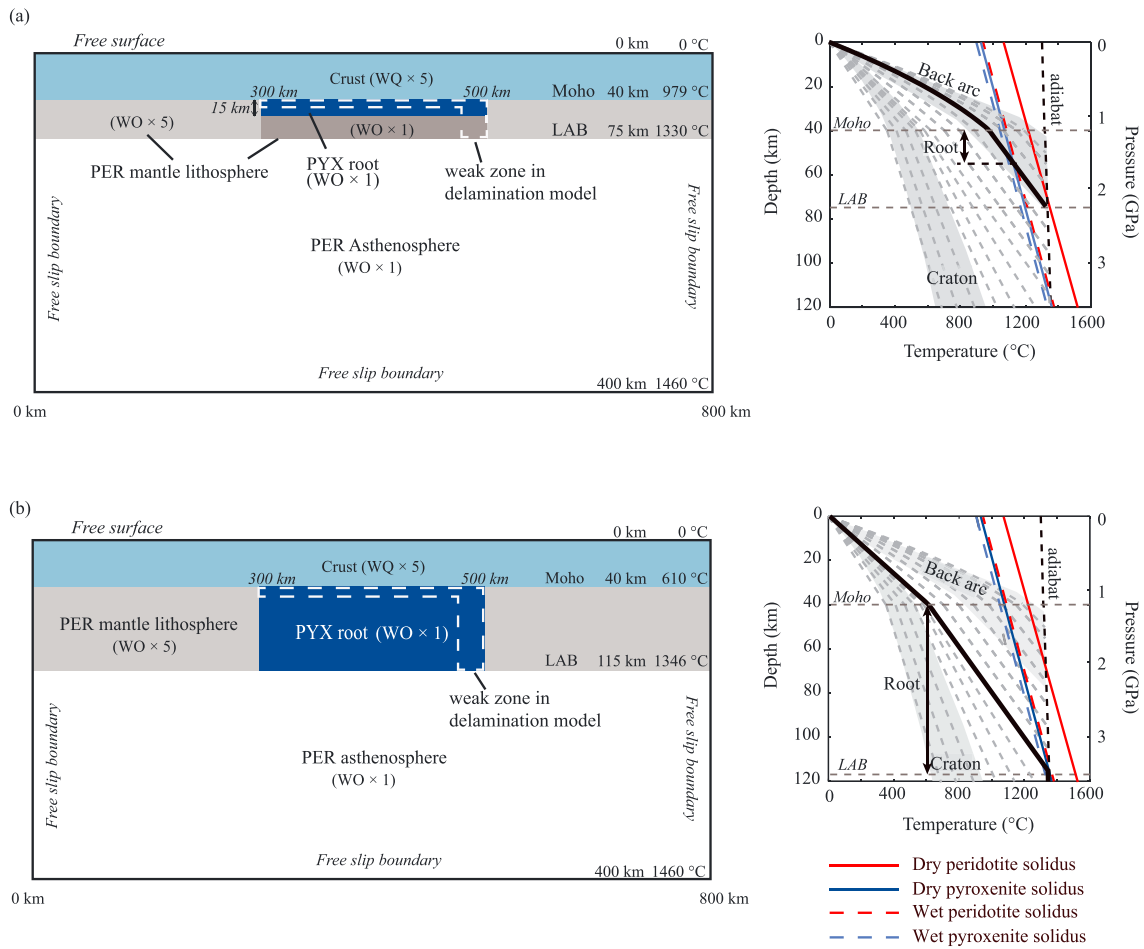 (a)
Free surface
0 km 0 °C
Crust (WQ × 5)
300 km
500 km
Moho 40 km 979 °C
15 km
(WO × 5)
(WO × 1)
LAB 75 km 1330 °C
PER mantle lithosphere
PYX root
(WO × 1)
weak zone in
delamination model
Free slip boundary
PER Asthenosphere
(WO × 1)
Free slip boundary
Free slip boundary
400 km 1460 °C
0 km
800 km
0
20
40
60
80
100
120
Depth (km)
Back arc
adiabat
Moho
Root
LAB
Craton
0
1
2
3
Pressure (GPa)
0 400 800 1200 1600
Temperature (°C)
(b)
Free surface
0 km 0 °C
Crust (WQ × 5)
300 km
500 km
Moho 40 km 610 °C
PER mantle lithosphere
(WO × 5)
PYX root (WO × 1)
LAB 115 km 1346 °C
weak zone in
delamination model
Free slip boundary
PER asthenosphere
(WO × 1)
Free slip boundary
Free slip boundary
400 km 1460 °C
0 km
800 km
0
20
40
60
80
100
120
Depth (km)
Back arc
adiabat
Moho
Root
Craton
LAB
0
1
2
3
Pressure (GPa)
0 400 800 1200 1600
Temperature (°C)
Dry peridotite solidus
Dry pyroxenite solidus
Wet peridotite solidus
Wet pyroxenite solidus